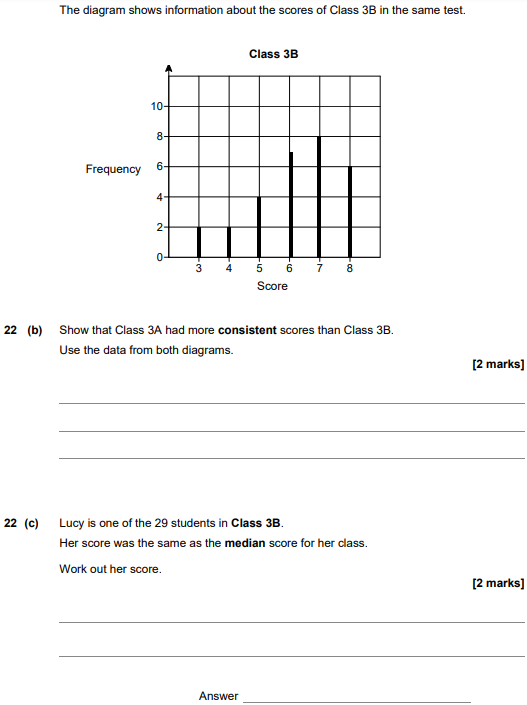 The diagram shows information about the scores of Class 3B in the same test.
Class 3B
10
8
Frequency 6
4
2
0
3 4 5 6 7 8
Score
22 (b) Show that Class 3A had more consistent scores than Class 3B.
Use the data from both diagrams.
[2 marks]
22 (c) Lucy is one of the 29 students in Class 3B.
Her score was the same as the median score for her class.
Work out her score.
[2 marks]
Answer